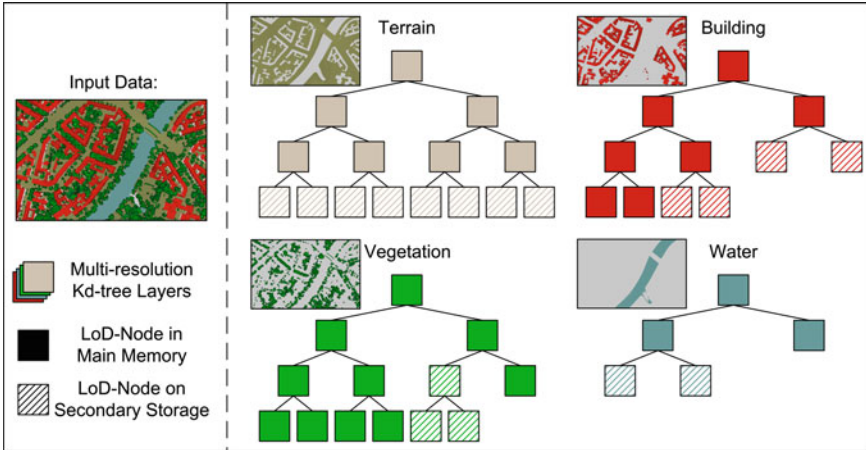 Input Data:
Multi-resolution
Kd-tree Layers
LoD-Node in
Main Memory
LoD-Node on
Secondary Storage
Terrain
Building
Vegetation
Water